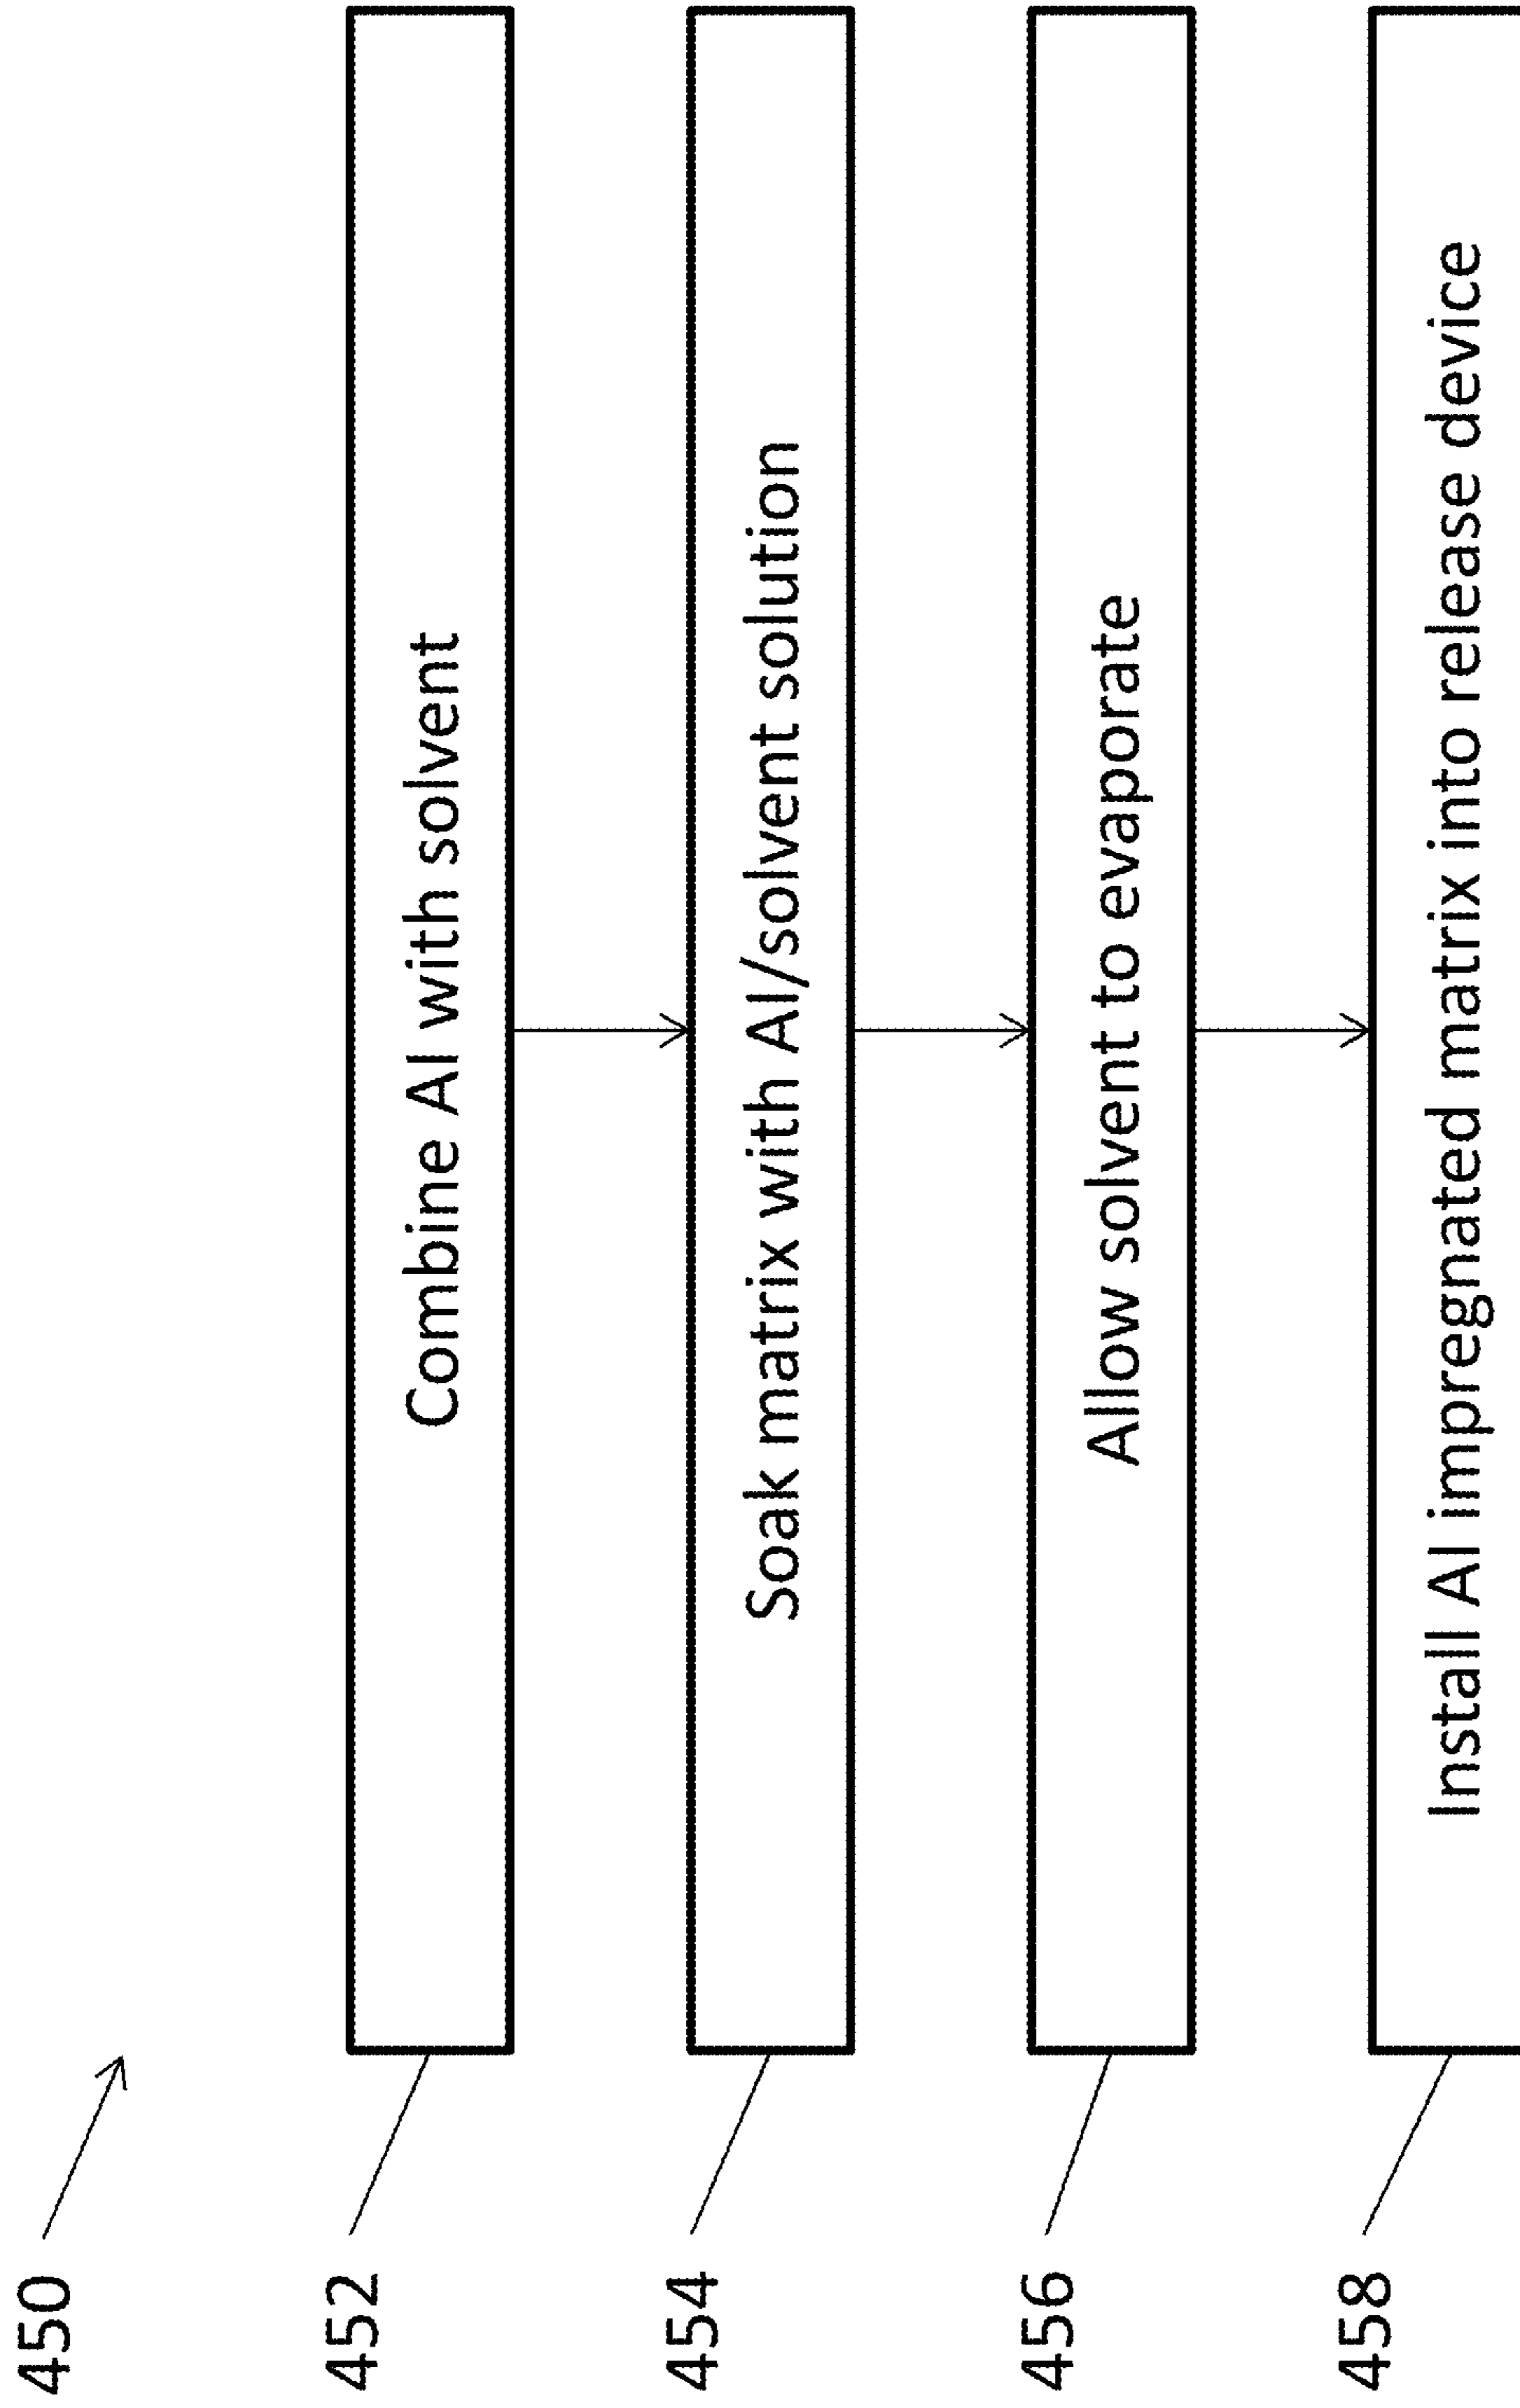 450
452
Combine AI with solvent
454
Soak matrix with AI/solvent solution
456
Allow solvent to evaporate
458
Install AI impregnated matrix into release device